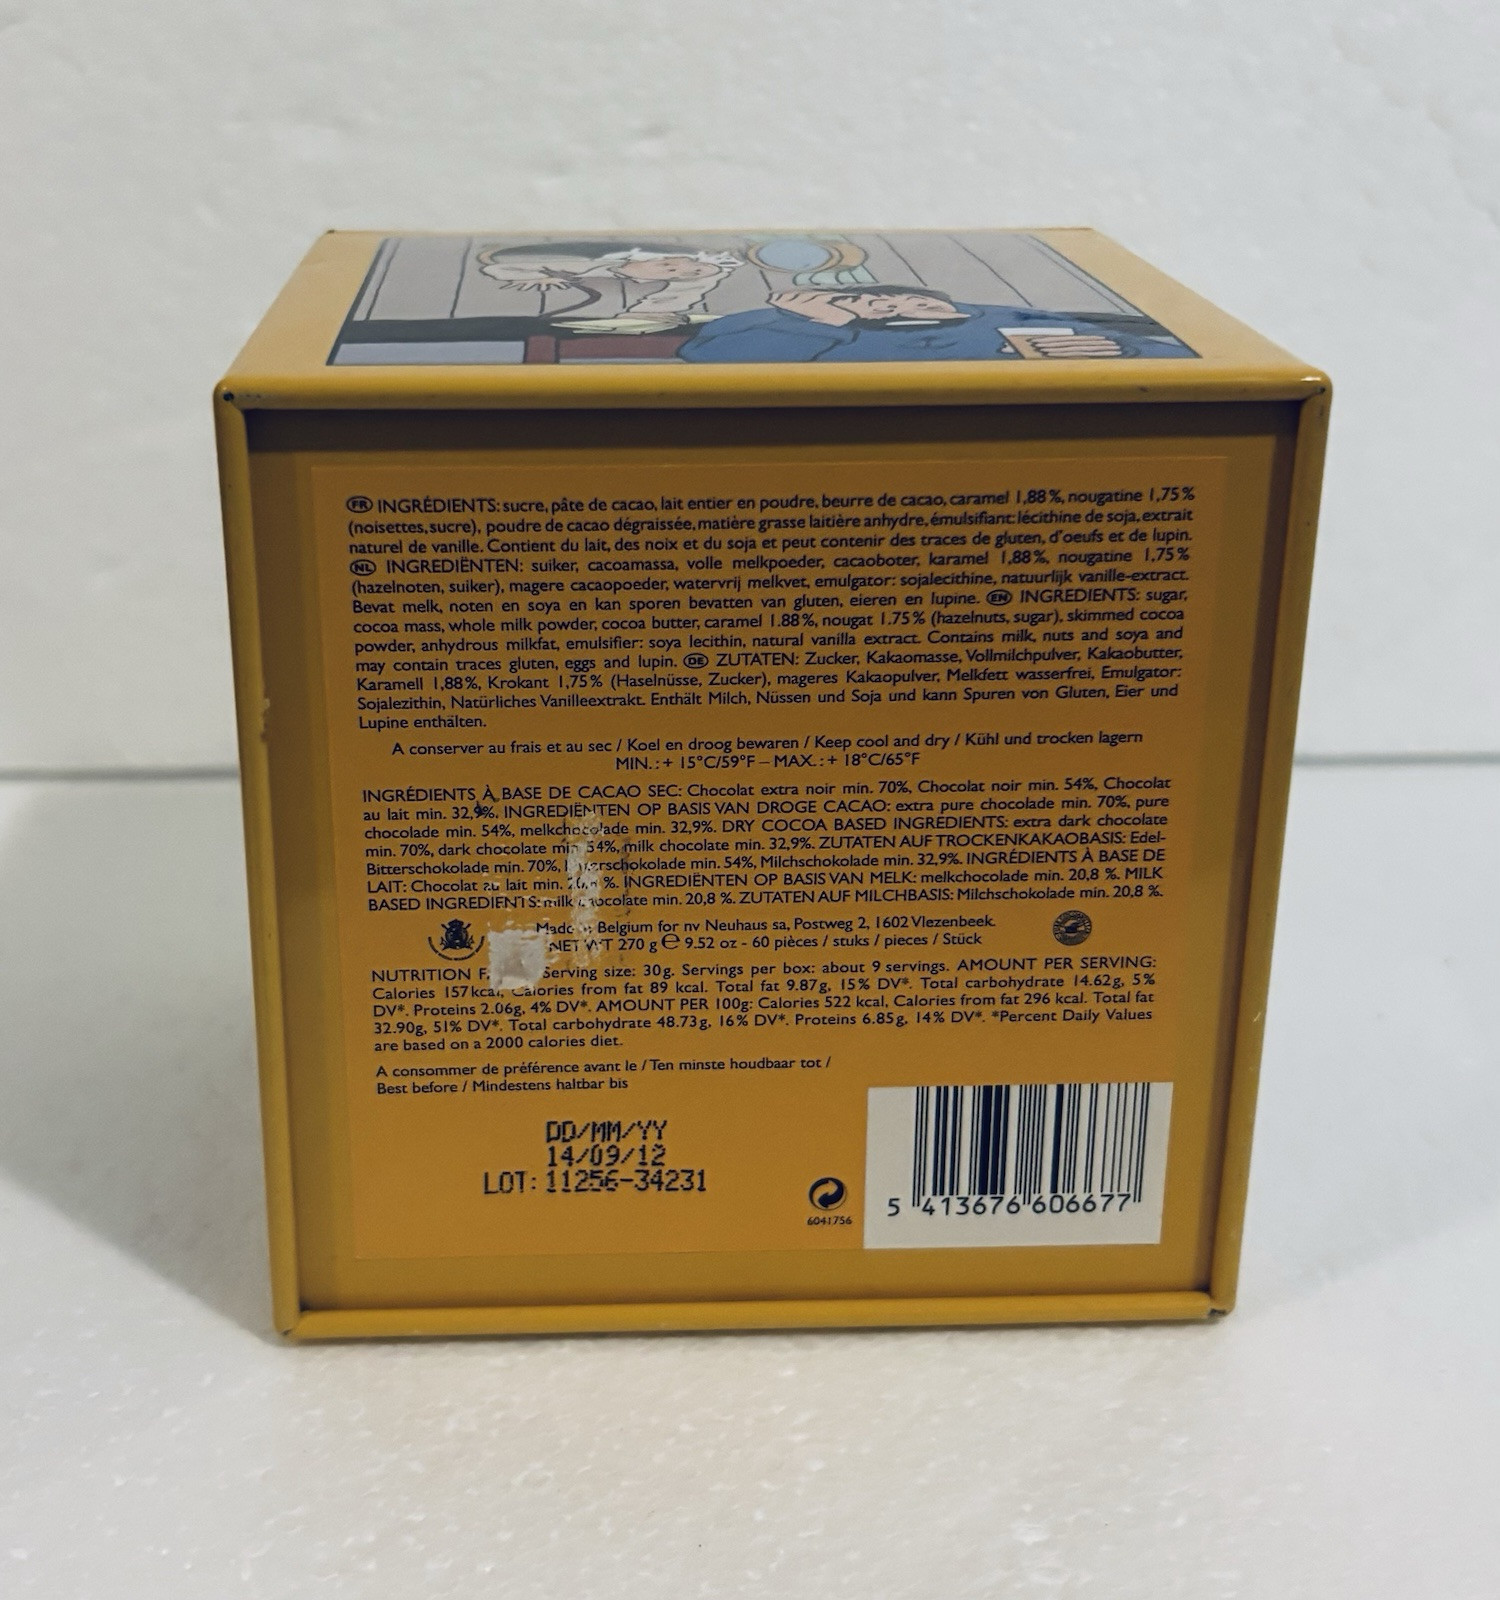 FR INGRÉDIENTS: sucre, pâte de cacao, lait entier en poudre, beurre de cacao, caramel 1,88%, nougatine 1,75%
(noisettes, sucre), poudre de cacao dégraissée, matière grasse laitière anhydre, émulsifiant: lécithine de soja, extrait
naturel de vanille. Contient du lait, des noix et du soja et peut contenir des traces de gluten, d'oeufs et de lupin.
NL INGREDIËNTEN: suiker, cacoamassa, volle melkpoeder, cacaoboter, karamel 1,88%, nougatine 1,75%
(hazelnoten, suiker), magere cacaopoeder, watervrij melkvet, emulgator: sojalecithine, natuurlijk vanille-extract.
Bevat melk, noten en soya en kan sporen bevatten van gluten, eieren en lupine. EN INGREDIENTS: sugar,
cocoa mass, whole milk powder, cocoa butter, caramel 1.88%, nougat 1.75% (hazelnuts, sugar), skimmed cocoa
powder, anhydrous milkfat, emulsifier: soya lecithin, natural vanilla extract. Contains milk, nuts and soya and
may contain traces gluten, eggs and lupin. DE ZUTATEN: Zucker, Kakaomasse, Vollmilchpulver, Kakaobutter,
Karamell 1,88%, Krokant 1,75% (Haselnüsse, Zucker), mageres Kakaopulver, Melkfett wasserfrei, Emulgator:
Sojalezithin, Natürliches Vanilleextrakt. Enthält Milch, Nüssen und Soja und kann Spuren von Gluten, Eier und
Lupine enthälten.
A conserver au frais et au sec / Koel en droog bewaren / Keep cool and dry / Kühl und trocken lagern
MIN.: + 15°C/59°F – MAX.: + 18°C/65°F
INGRÉDIENTS À BASE DE CACAO SEC: Chocolat extra noir min. 70%, Chocolat noir min. 54%, Chocolat
au lait min. 32,9%. INGREDIËNTEN OP BASIS VAN DROGE CACAO: extra pure chocolade min. 70%, pure
chocolade min. 54%, melkchocolade min. 32,9%. DRY COCOA BASED INGREDIENTS: extra dark chocolate
min. 70%, dark chocolate min 54%, milk chocolate min. 32,9%. ZUTATEN AUF TROCKENKAKAOBASIS: Edel-
Bitterschokolade min. 70%, min. 54%, Milchschokolade min. 32,9%. INGRÉDIENTS À BASE DE
LAIT: Chocolat au lait min. %. INGREDIËNTEN OP BASIS VAN MELK: melkchocolade min. 20,8 %. MILK
BASED INGREDIENTS: milk chocolate min. 20,8 %. ZUTATEN AUF MILCHBASIS: Milchschokolade min. 20,8 %.
Made Belgium for nv Neuhaus sa, Postweg 2, 1602 Vlezenbeek
NET WT 270 g e 9.52 oz - 60 pièces / stuks / pieces / Stück
NUTRITION Serving size: 30g. Servings per box: about 9 servings. AMOUNT PER SERVING:
Calories 157 kcal, Calories from fat 89 kcal. Total fat 9.87g, 15% DV*. Total carbohydrate 14.62g, 5%
DV*. Proteins 2.06g, 4% DV*. AMOUNT PER 100g: Calories 522 kcal, Calories from fat 296 kcal. Total fat
32.90g, 51% DV*. Total carbohydrate 48.73g, 16% DV*. Proteins 6.85g, 14% DV*. *Percent Daily Values
are based on a 2000 calories diet.
A consommer de préférence avant le / Ten minste houdbaar tot /
Best before / Mindestens haltbar bis
DD/MM/YY
14/09/12
LOT: 11256-34231
6041756
5 413676 606677